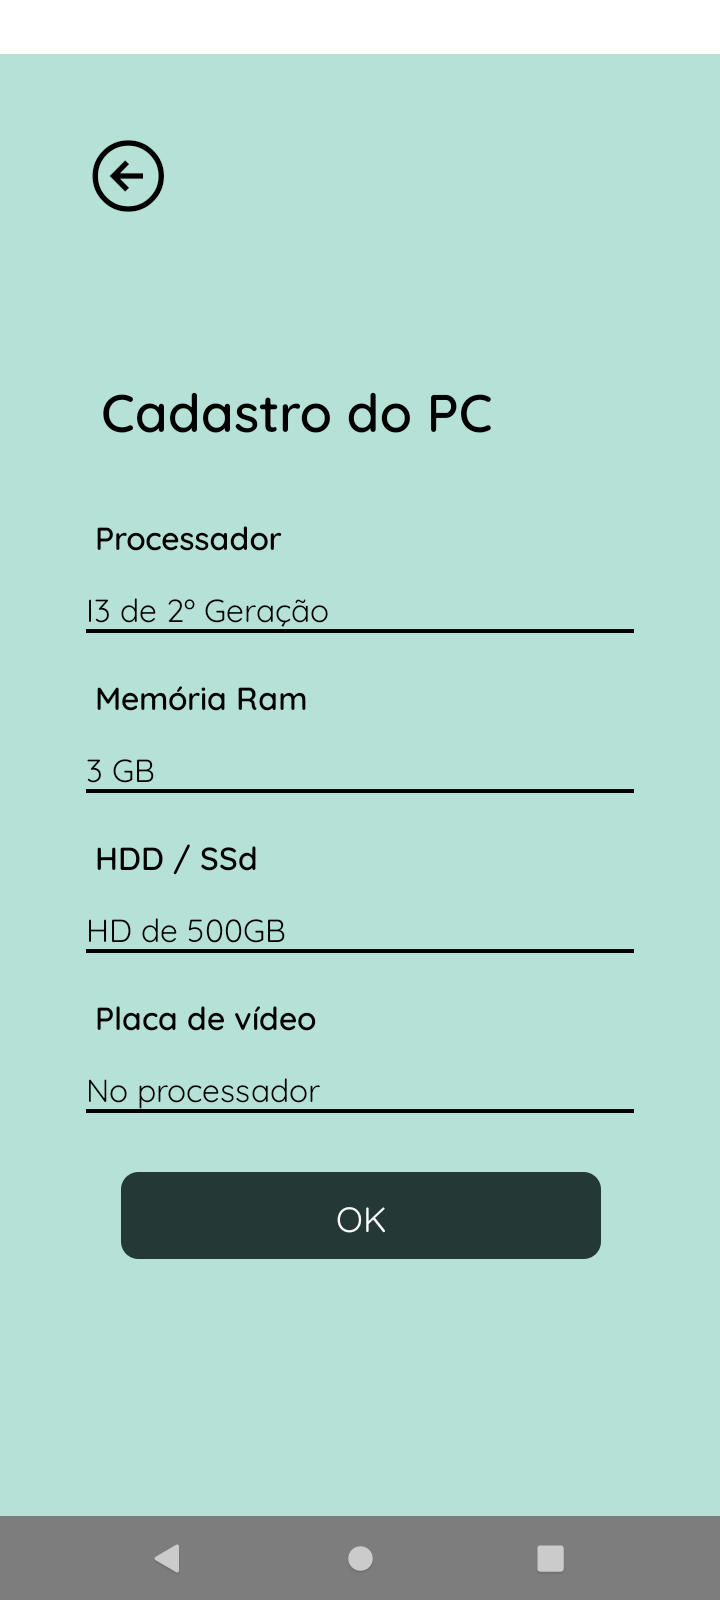 Cadastro do PC
Processador
I3 de 2º Geração
Memória Ram
3 GB
HDD / SSd
HD de 500GB
Placa de vídeo
No processador
OK